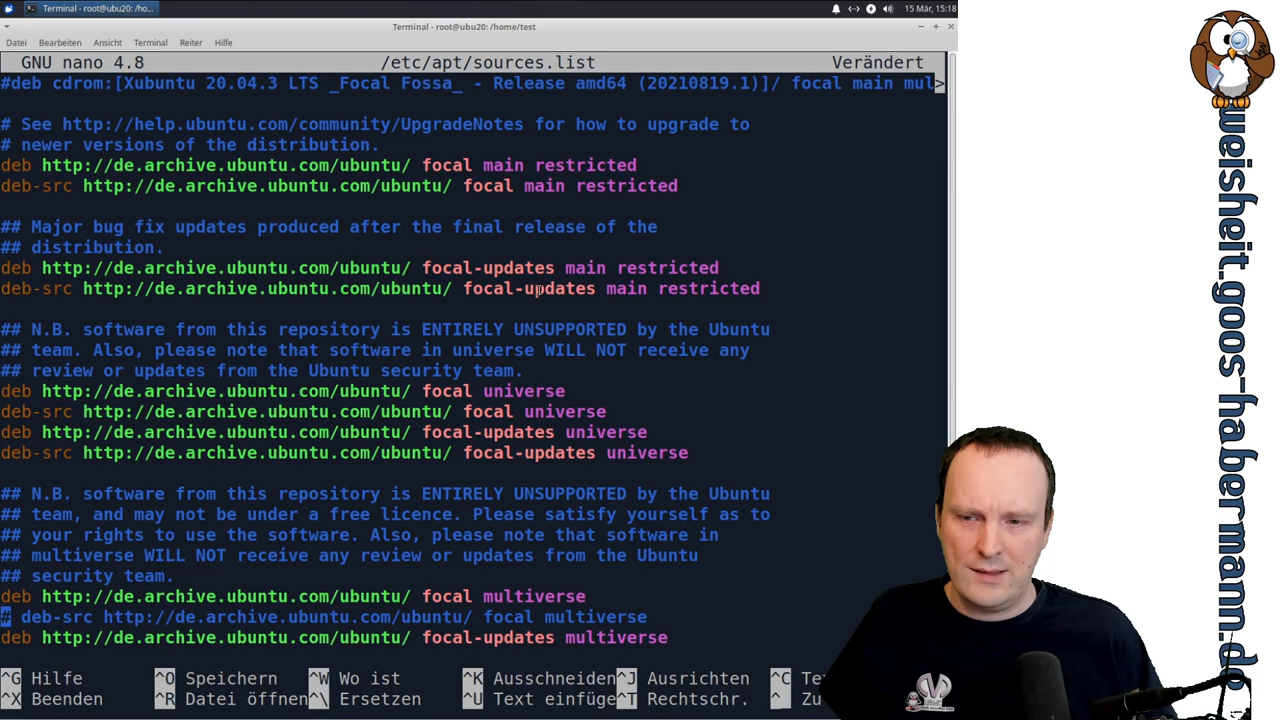 Terminal - root@ubu20: /ho...
15 Mär, 15:18
Terminal - root@ubu20: /home/test
Datei Bearbeiten Ansicht Terminal Reiter Hilfe
GNU nano 4.8 /etc/apt/sources.list Verändert
#deb cdrom:[Xubuntu 20.04.3 LTS _Focal Fossa_ - Release amd64 (20210819.1)]/ focal main mul>
# See http://help.ubuntu.com/community/UpgradeNotes for how to upgrade to
# newer versions of the distribution.
deb http://de.archive.ubuntu.com/ubuntu/ focal main restricted
deb-src http://de.archive.ubuntu.com/ubuntu/ focal main restricted
## Major bug fix updates produced after the final release of the
## distribution.
deb http://de.archive.ubuntu.com/ubuntu/ focal-updates main restricted
deb-src http://de.archive.ubuntu.com/ubuntu/ focal-updates main restricted
## N.B. software from this repository is ENTIRELY UNSUPPORTED by the Ubuntu
## team. Also, please note that software in universe WILL NOT receive any
## review or updates from the Ubuntu security team.
deb http://de.archive.ubuntu.com/ubuntu/ focal universe
deb-src http://de.archive.ubuntu.com/ubuntu/ focal universe
deb http://de.archive.ubuntu.com/ubuntu/ focal-updates universe
deb-src http://de.archive.ubuntu.com/ubuntu/ focal-updates universe
## N.B. software from this repository is ENTIRELY UNSUPPORTED by the Ubuntu
## team, and may not be under a free licence. Please satisfy yourself as to
## your rights to use the software. Also, please note that software in
## multiverse WILL NOT receive any review or updates from the Ubuntu
## security team.
deb http://de.archive.ubuntu.com/ubuntu/ focal multiverse
# deb-src http://de.archive.ubuntu.com/ubuntu/ focal multiverse
deb http://de.archive.ubuntu.com/ubuntu/ focal-updates multiverse
^G Hilfe ^O Speichern ^W Wo ist ^K Ausschneiden ^J Ausrichten ^C
^X Beenden ^R Datei öffnen ^\ Ersetzen ^U Text einfüge ^T Rechtschr. ^
weisheit.goos-habermann.de